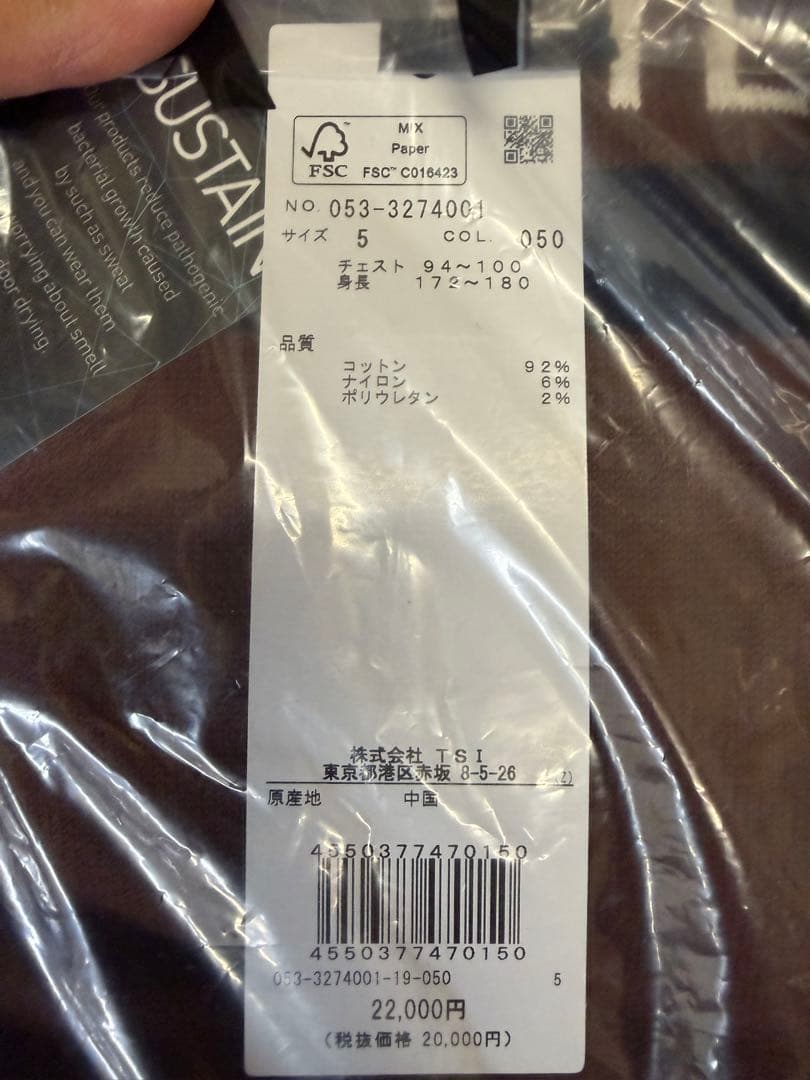 SUSTAIN
Our products reduce pathogenic
bacterial growth caused
by such as sweat
and you can wear them
worrying about smell
door drying.
MIX
Paper
FSC
FSC™ C016423
NO. 053-3274001
サイズ 5 COL. 050
チェスト 94～100
身長 172～180
品質
コットン 92%
ナイロン 6%
ポリウレタン 2%
株式会社 TSI
東京都港区赤坂 8-5-26 (Z)
原産地 中国
4550377470150
4550377470150
053-3274001-19-050 5
22,000円
(税抜価格 20,000円)